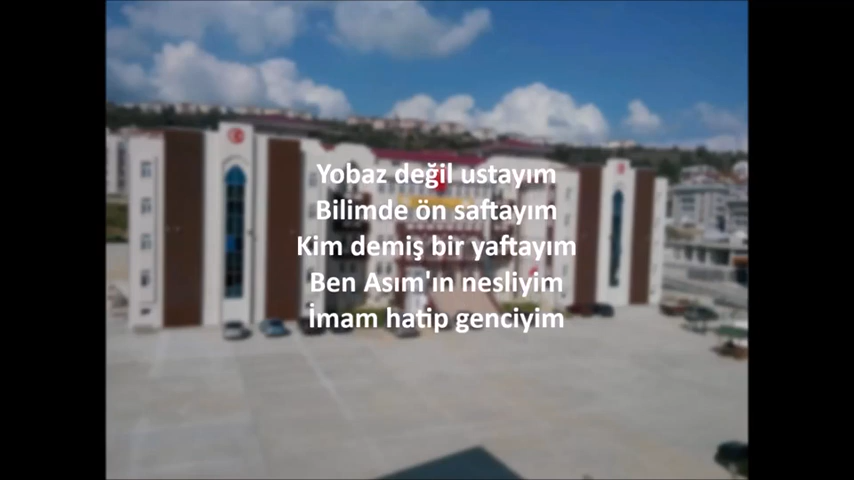 Yobaz değil ustayım
Bilimde ön saftayım
Kim demiş bir yaftayım
Ben Asım'ın nesliyim
İmam hatip genciyim